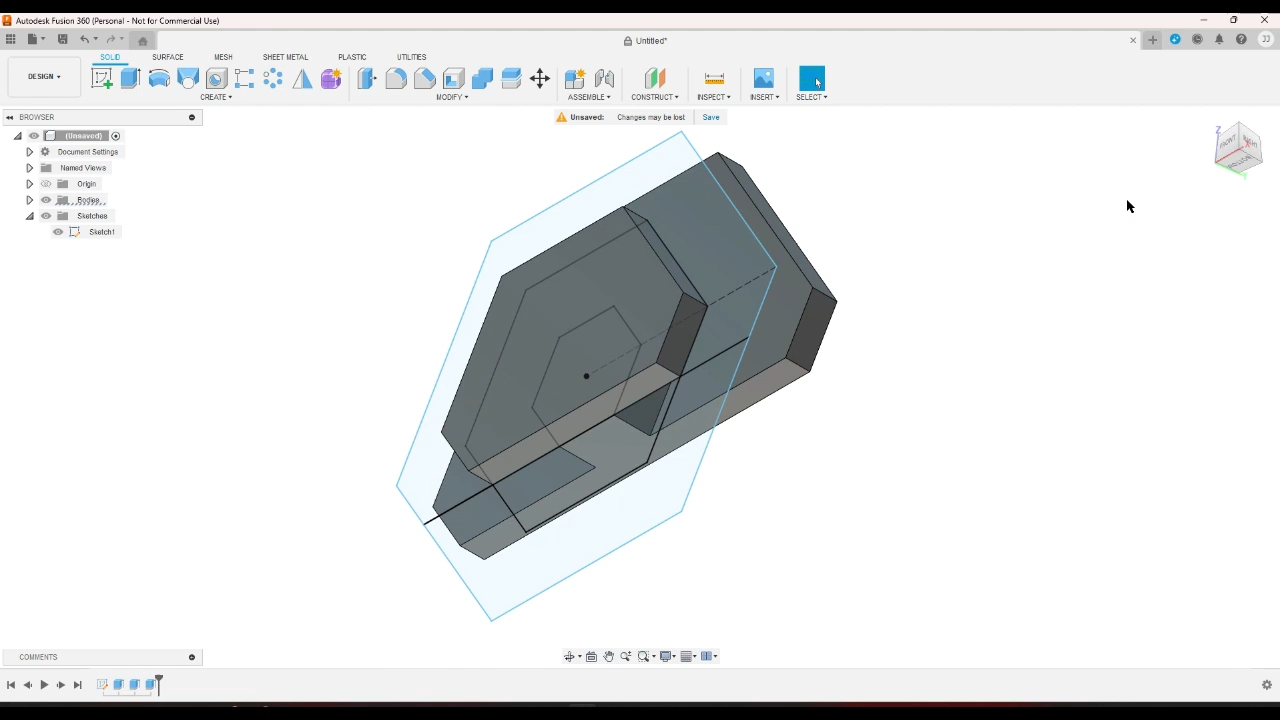 Autodesk Fusion 360 (Personal - Not for Commercial Use)
Untitled*
JJ
SOLID SURFACE MESH SHEET METAL PLASTIC UTILITIES
DESIGN
CREATE MODIFY ASSEMBLE CONSTRUCT INSPECT INSERT SELECT
BROWSER
Unsaved: Changes may be lost Save
(Unsaved)
Document Settings
Named Views
Origin
Bodies
Sketches
Sketch1
Z
FRONT
X
Y
COMMENTS